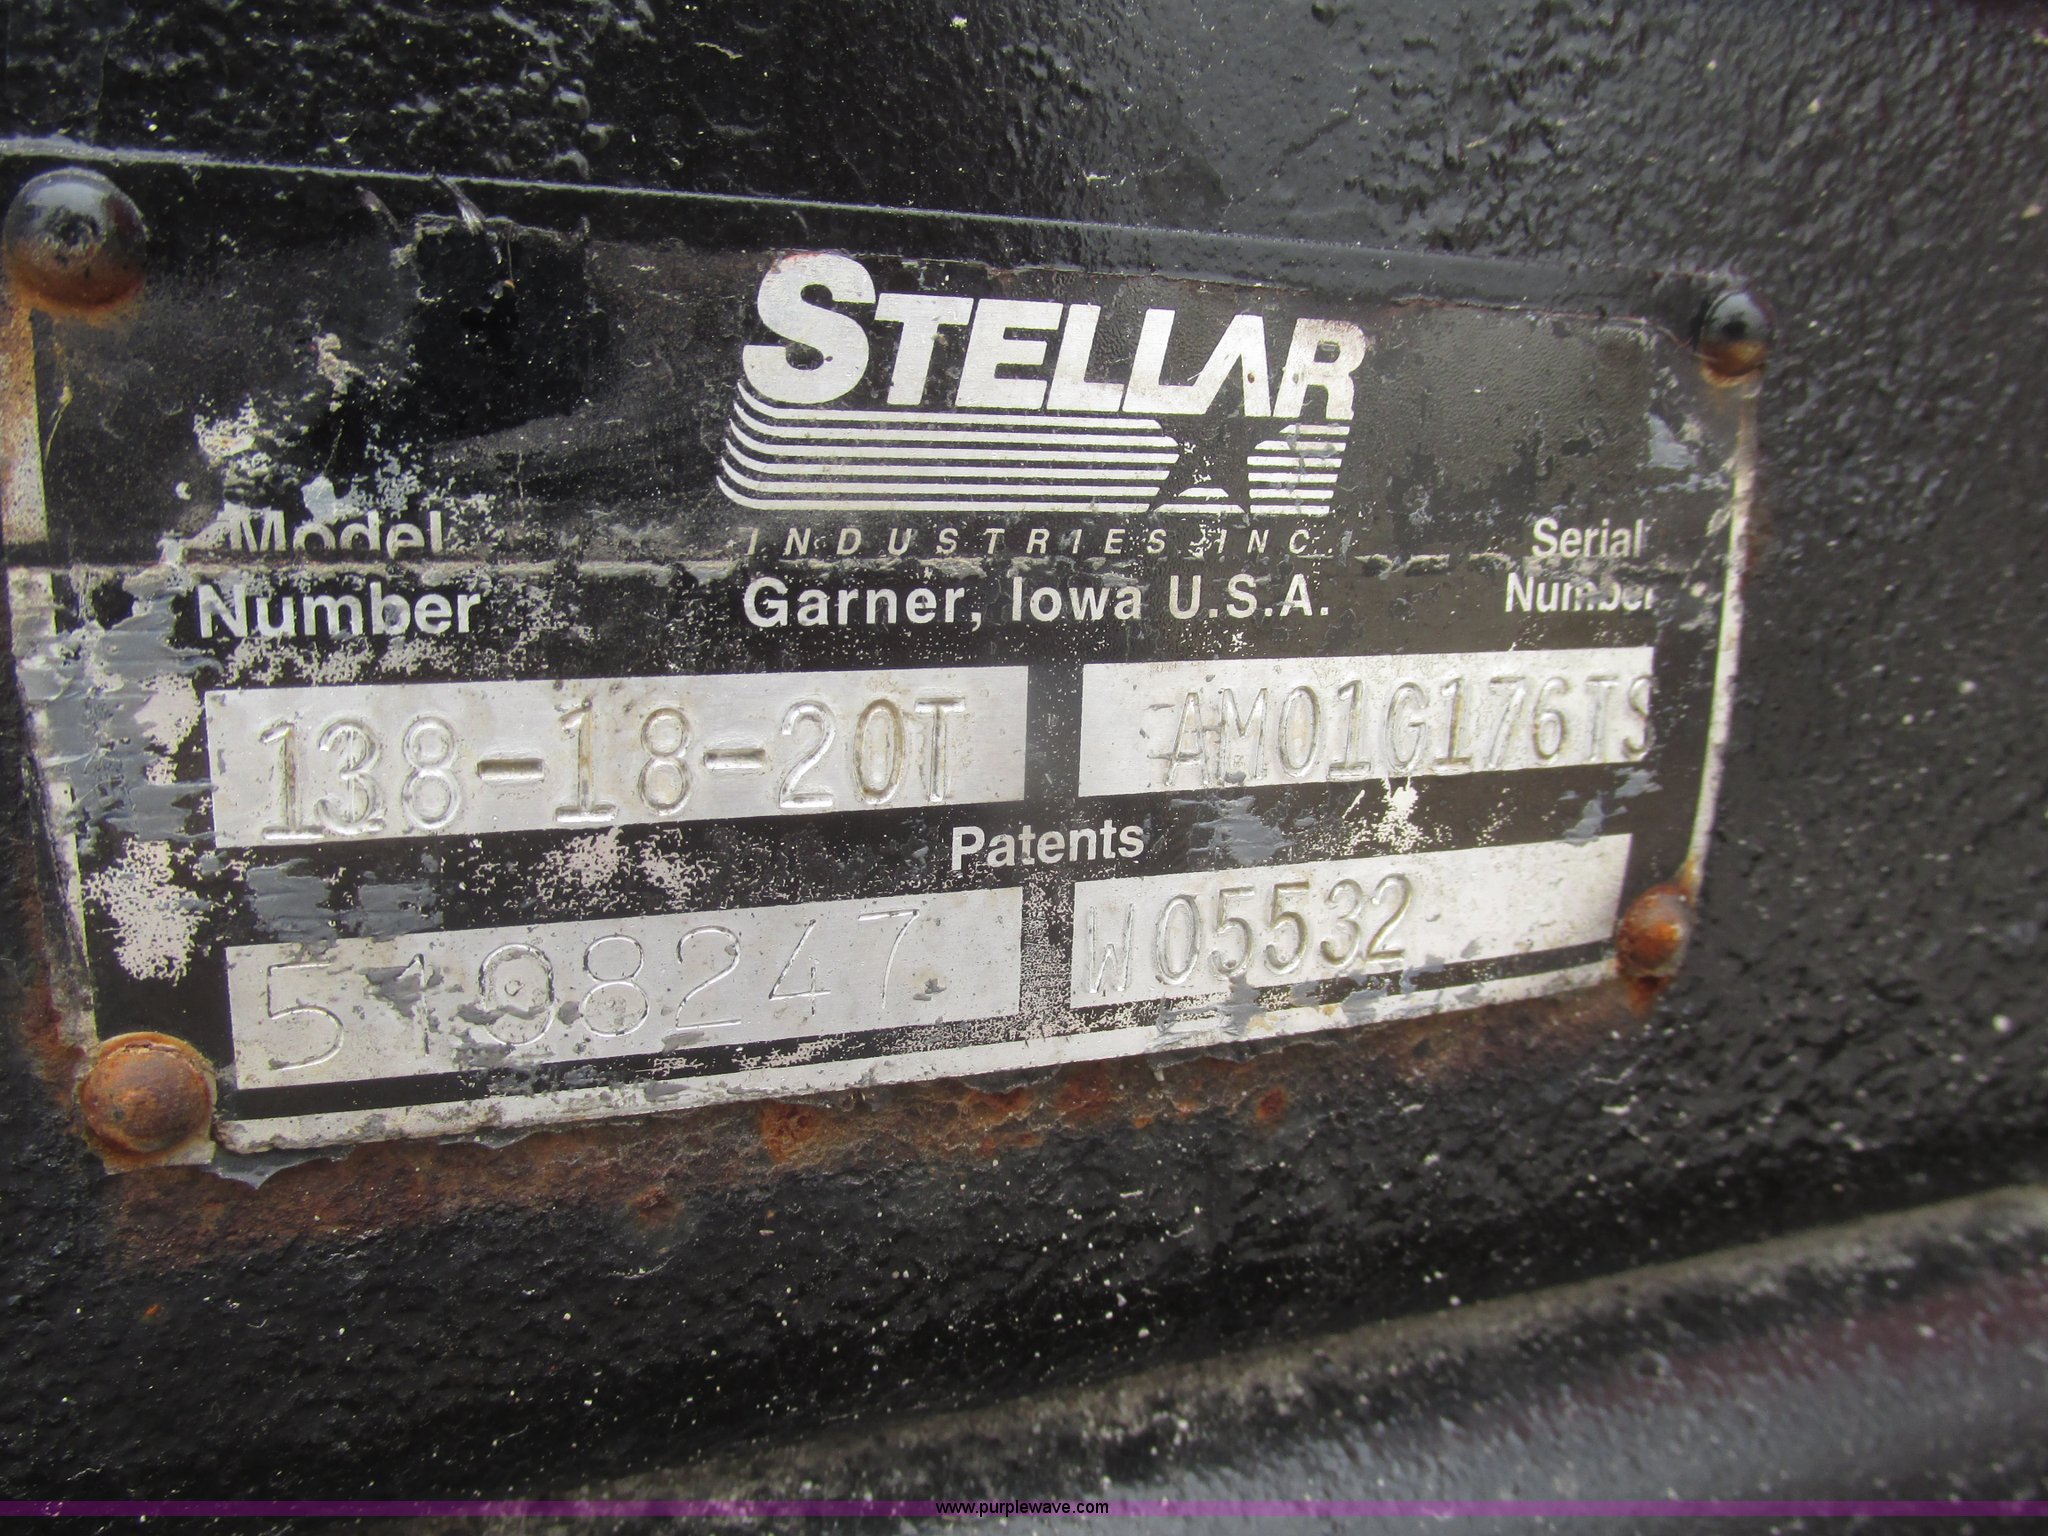 STELLAR
INDUSTRIES INC.
Garner, Iowa U.S.A.
Model
Number
Serial
Number
138-18-20T
AM01G176TS
Patents
5198247
W05532
www.purplewave.com